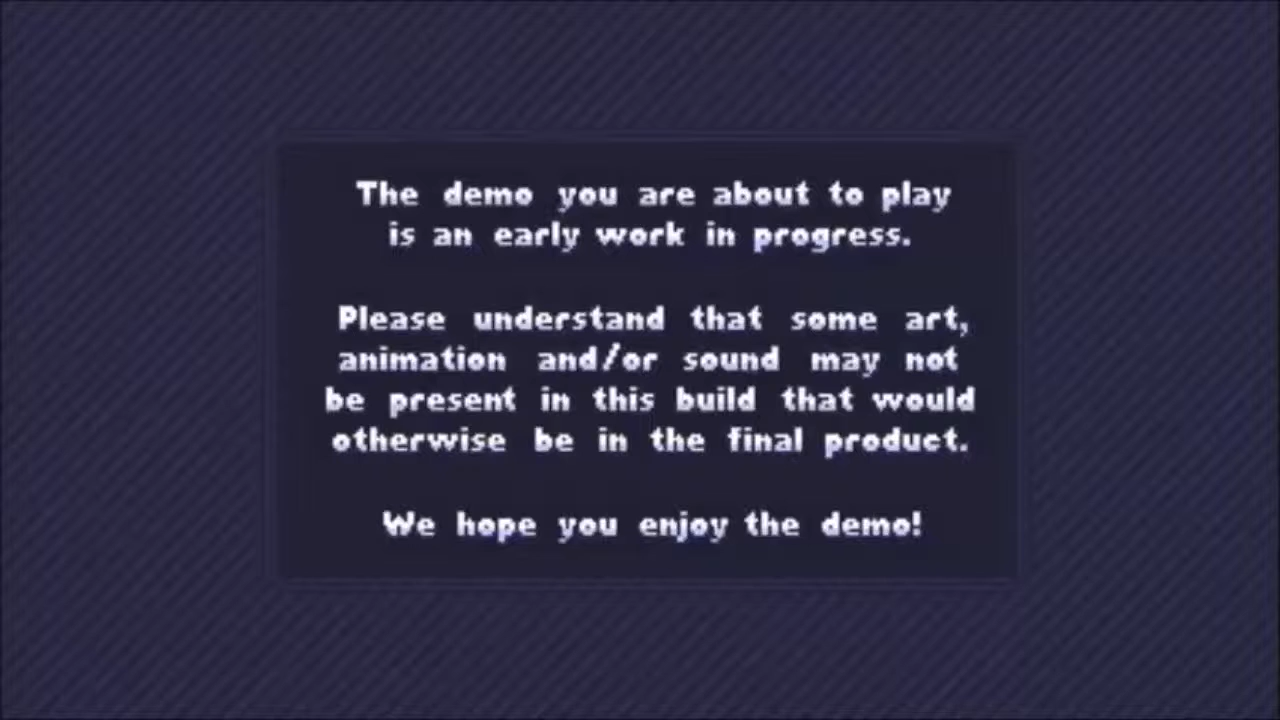 The demo you are about to play
is an early work in progress.
Please understand that some art,
animation and/or sound may not
be present in this build that would
otherwise be in the final product.
We hope you enjoy the demo!